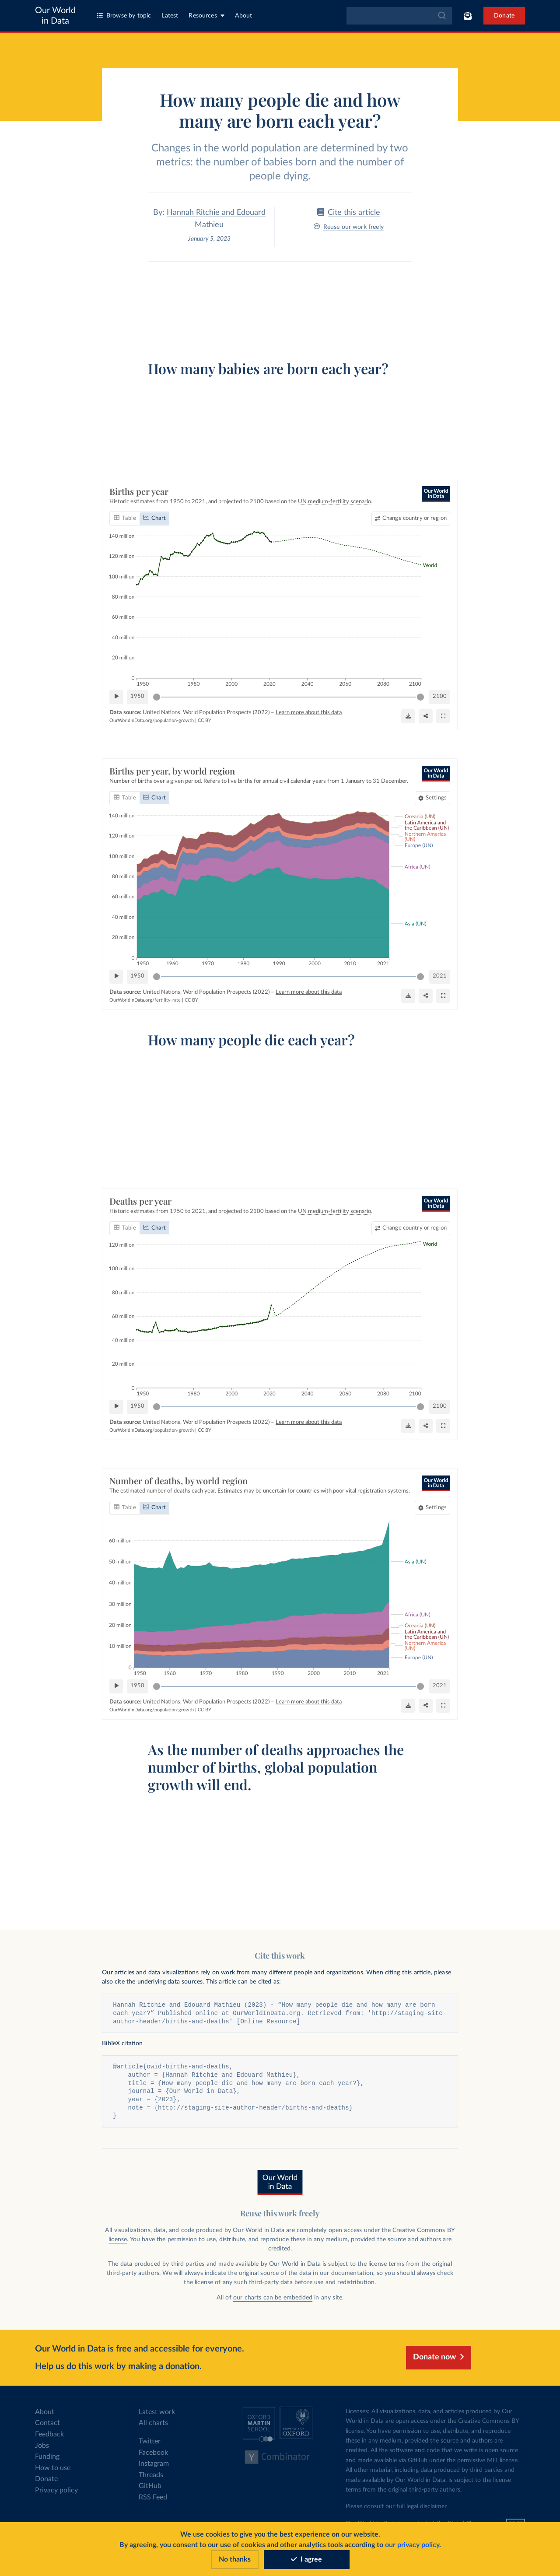 Our World
in Data
Browse by topic
Latest
Resources
About
Donate
How many people die and how
many are born each year?
Changes in the world population are determined by two
metrics: the number of babies born and the number of
people dying.
By: Hannah Ritchie and Edouard
Mathieu
January 5, 2023
Cite this article
Reuse our work freely
How many babies are born each year?
Births per year
Historic estimates from 1950 to 2021, and projected to 2100 based on the UN medium-fertility scenario.
Our World
in Data
Table
Chart
Change country or region
140 million
120 million
100 million
80 million
60 million
40 million
20 million
0
World
1950 1980 2000 2020 2040 2060 2080 2100
1950
2100
Data source: United Nations, World Population Prospects (2022) – Learn more about this data
OurWorldInData.org/population-growth | CC BY
Births per year, by world region
Number of births over a given period. Refers to live births for annual civil calendar years from 1 January to 31 December.
Our World
in Data
Table
Chart
Settings
140 million
120 million
100 million
80 million
60 million
40 million
20 million
0
Oceania (UN)
Latin America and
the Caribbean (UN)
Northern America
(UN)
Europe (UN)
Africa (UN)
Asia (UN)
1950 1960 1970 1980 1990 2000 2010 2021
1950
2021
Data source: United Nations, World Population Prospects (2022) – Learn more about this data
OurWorldInData.org/fertility-rate | CC BY
How many people die each year?
Deaths per year
Historic estimates from 1950 to 2021, and projected to 2100 based on the UN medium-fertility scenario.
Our World
in Data
Table
Chart
Change country or region
120 million
100 million
80 million
60 million
40 million
20 million
0
World
1950 1980 2000 2020 2040 2060 2080 2100
1950
2100
Data source: United Nations, World Population Prospects (2022) – Learn more about this data
OurWorldInData.org/population-growth | CC BY
Number of deaths, by world region
The estimated number of deaths each year. Estimates may be uncertain for countries with poor vital registration systems.
Our World
in Data
Table
Chart
Settings
60 million
50 million
40 million
30 million
20 million
10 million
0
Asia (UN)
Africa (UN)
Oceania (UN)
Latin America and
the Caribbean (UN)
Northern America
(UN)
Europe (UN)
1950 1960 1970 1980 1990 2000 2010 2021
1950
2021
Data source: United Nations, World Population Prospects (2022) – Learn more about this data
OurWorldInData.org/population-growth | CC BY
As the number of deaths approaches the
number of births, global population
growth will end.
Cite this work
Our articles and data visualizations rely on work from many different people and organizations. When citing this article, please
also cite the underlying data sources. This article can be cited as:
Hannah Ritchie and Edouard Mathieu (2023) - “How many people die and how many are born
each year?” Published online at OurWorldInData.org. Retrieved from: 'http://staging-site-
author-header/births-and-deaths' [Online Resource]
BibTeX citation
@article{owid-births-and-deaths,
author = {Hannah Ritchie and Edouard Mathieu},
title = {How many people die and how many are born each year?},
journal = {Our World in Data},
year = {2023},
note = {http://staging-site-author-header/births-and-deaths}
}
Our World
in Data
Reuse this work freely
All visualizations, data, and code produced by Our World in Data are completely open access under the Creative Commons BY
license. You have the permission to use, distribute, and reproduce these in any medium, provided the source and authors are
credited.
The data produced by third parties and made available by Our World in Data is subject to the license terms from the original
third-party authors. We will always indicate the original source of the data in our documentation, so you should always check
the license of any such third-party data before use and redistribution.
All of our charts can be embedded in any site.
Our World in Data is free and accessible for everyone.
Help us do this work by making a donation.
Donate now
About
Contact
Feedback
Jobs
Funding
How to use
Donate
Privacy policy
Latest work
All charts
Twitter
Facebook
Instagram
Threads
GitHub
RSS Feed
OXFORD
MARTIN
SCHOOL
UNIVERSITY OF
OXFORD
Y Combinator
Licenses: All visualizations, data, and articles produced by Our
World in Data are open access under the Creative Commons BY
license. You have permission to use, distribute, and reproduce
these in any medium, provided the source and authors are
credited. All the software and code that we write is open source
and made available via GitHub under the permissive MIT license.
All other material, including data produced by third parties and
made available by Our World in Data, is subject to the license
terms from the original third-party authors.
Please consult our full legal disclaimer.
We use cookies to give you the best experience on our website.
By agreeing, you consent to our use of cookies and other analytics tools according to our privacy policy.
No thanks
I agree